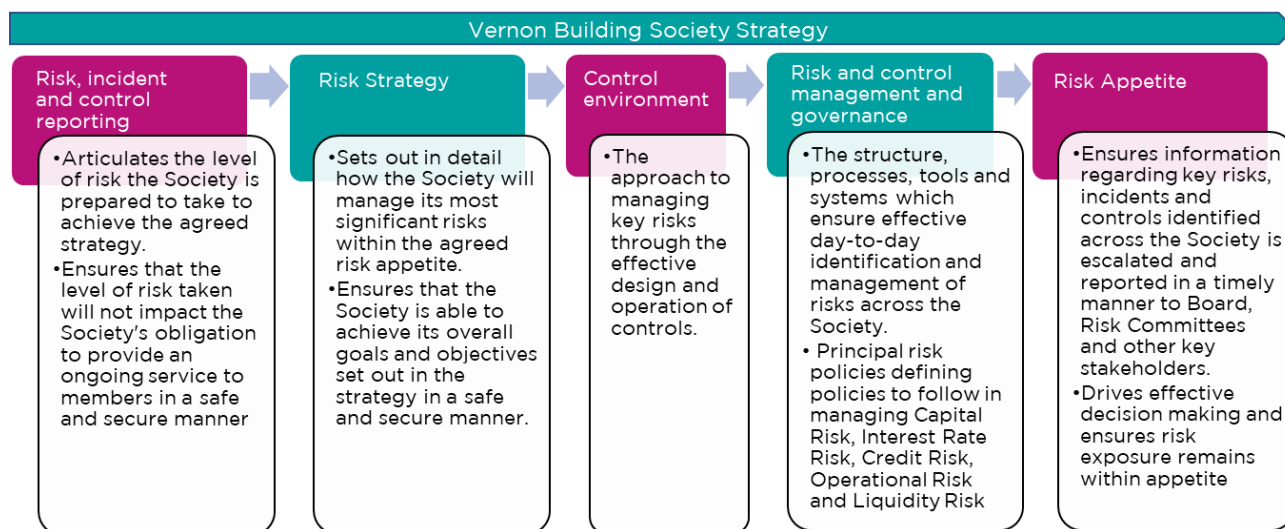 Vernon Building Society Strategy
Risk, incident
and control
reporting
•Articulates the level
of risk the Society is
prepared to take to
achieve the agreed
strategy.
•Ensures that the
level of risk taken
will not impact the
Society's obligation
to provide an
ongoing service to
members in a safe
and secure manner
Risk Strategy
•Sets out in detail
how the Society will
manage its most
significant risks
within the agreed
risk appetite.
•Ensures that the
Society is able to
achieve its overall
goals and objectives
set out in the
strategy in a safe
and secure manner.
Control
environment
•The
approach to
managing
key risks
through the
effective
design and
operation of
controls.
Risk and control
management and
governance
•The structure,
processes, tools and
systems which
ensure effective
day-to-day
identification and
management of
risks across the
Society.
• Principal risk
policies defining
policies to follow in
managing Capital
Risk, Interest Rate
Risk, Credit Risk,
Operational Risk
and Liquidity Risk
Risk Appetite
•Ensures information
regarding key risks,
incidents and
controls identified
across the Society is
escalated and
reported in a timely
manner to Board,
Risk Committees
and other key
stakeholders.
•Drives effective
decision making and
ensures risk
exposure remains
within appetite